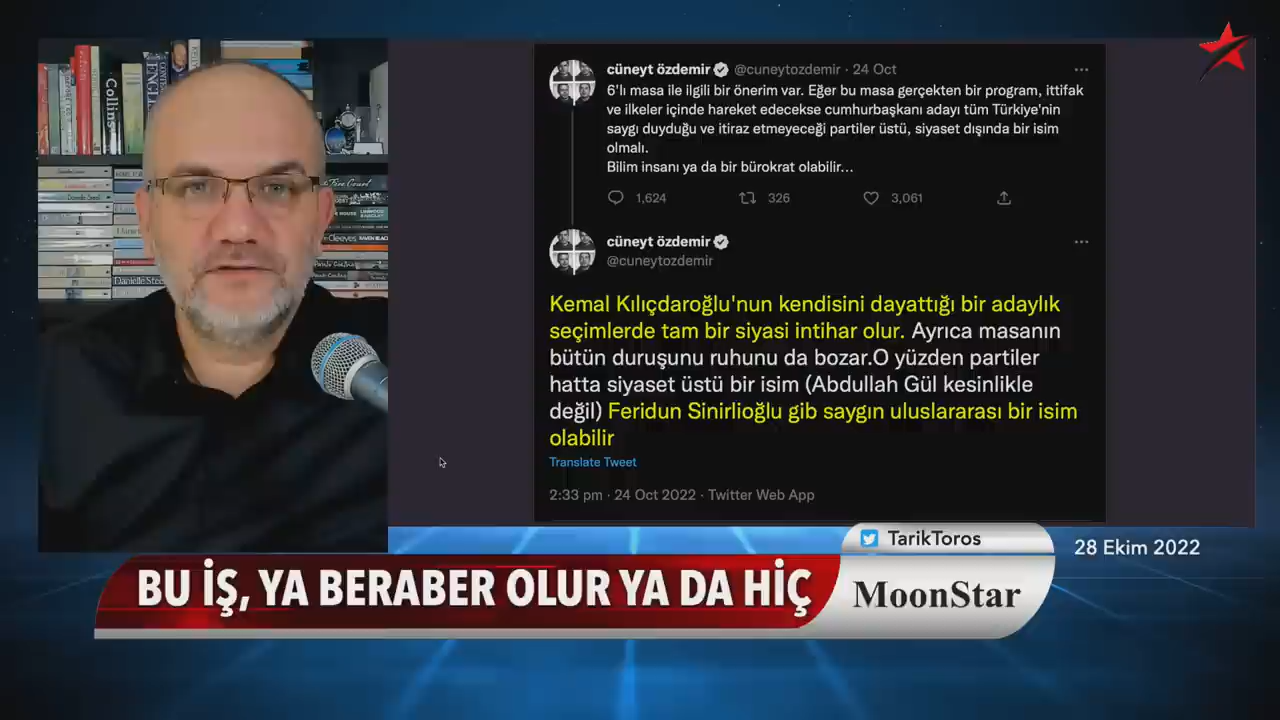 Collins
cüneyt özdemir @cuneytozdemir · 24 Oct
6'lı masa ile ilgili bir önerim var. Eğer bu masa gerçekten bir program, ittifak
ve ilkeler içinde hareket edecekse cumhurbaşkanı adayı tüm Türkiye'nin
saygı duyduğu ve itiraz etmeyeceği partiler üstü, siyaset dışında bir isim
olmalı.
Bilim insanı ya da bir bürokrat olabilir...
1,624 326 3,061
cüneyt özdemir
@cuneytozdemir
Kemal Kılıçdaroğlu'nun kendisini dayattığı bir adaylık
seçimlerde tam bir siyasi intihar olur. Ayrıca masanın
bütün duruşunu ruhunu da bozar.O yüzden partiler
hatta siyaset üstü bir isim (Abdullah Gül kesinlikle
değil) Feridun Sinirlioğlu gib saygın uluslararası bir isim
olabilir
Translate Tweet
2:33 pm · 24 Oct 2022 · Twitter Web App
TarikToros
28 Ekim 2022
BU İŞ, YA BERABER OLUR YA DA HİÇ
MoonStar